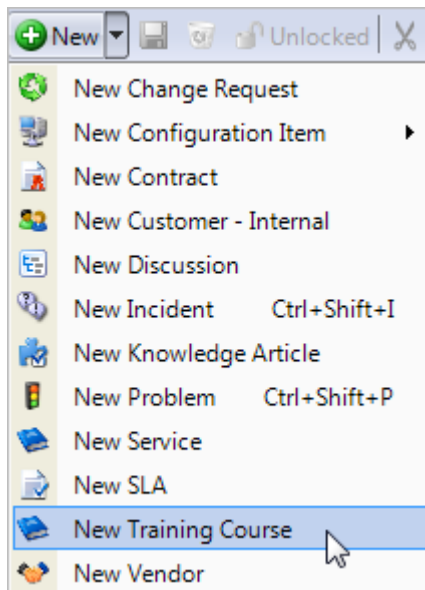 New Unlocked
New Change Request
New Configuration Item
New Contract
New Customer - Internal
New Discussion
New Incident Ctrl+Shift+I
New Knowledge Article
New Problem Ctrl+Shift+P
New Service
New SLA
New Training Course
New Vendor